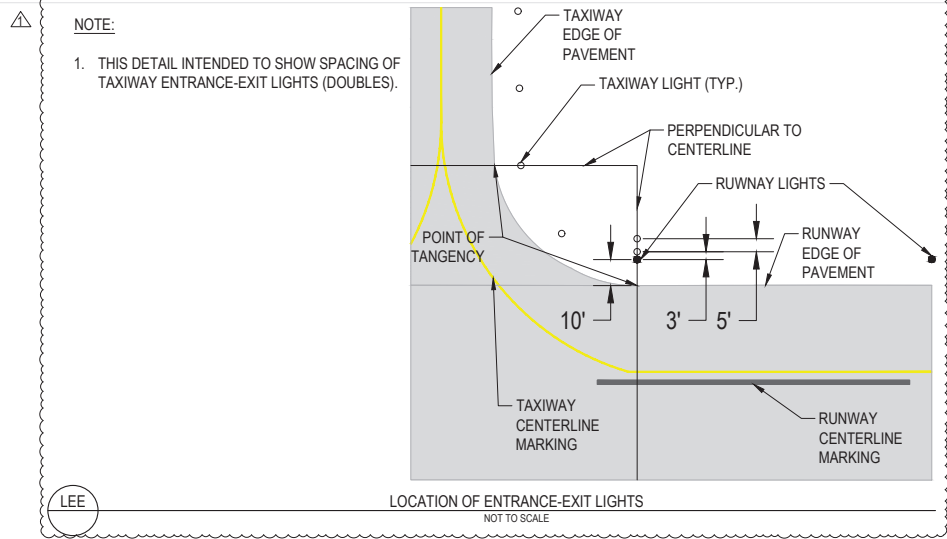 1
NOTE:
1. THIS DETAIL INTENDED TO SHOW SPACING OF
TAXIWAY ENTRANCE-EXIT LIGHTS (DOUBLES).
TAXIWAY
EDGE OF
PAVEMENT
TAXIWAY LIGHT (TYP.)
PERPENDICULAR TO
CENTERLINE
RUWNAY LIGHTS
POINT OF
TANGENCY
RUNWAY
EDGE OF
PAVEMENT
10'
3'
5'
TAXIWAY
CENTERLINE
MARKING
RUNWAY
CENTERLINE
MARKING
LEE
LOCATION OF ENTRANCE-EXIT LIGHTS
NOT TO SCALE